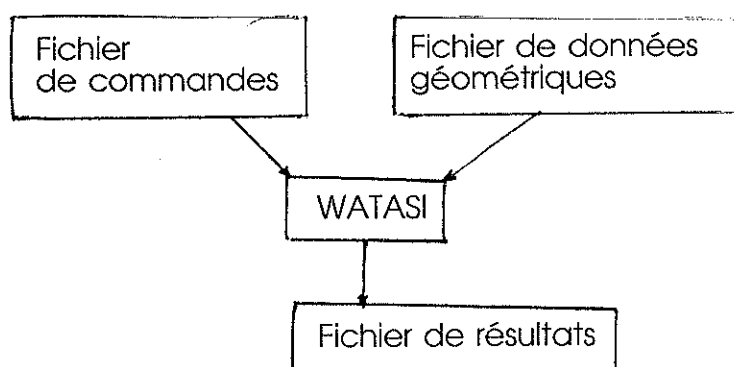 Fichier
de commandes
Fichier de données
géométriques
WATASI
Fichier de résultats